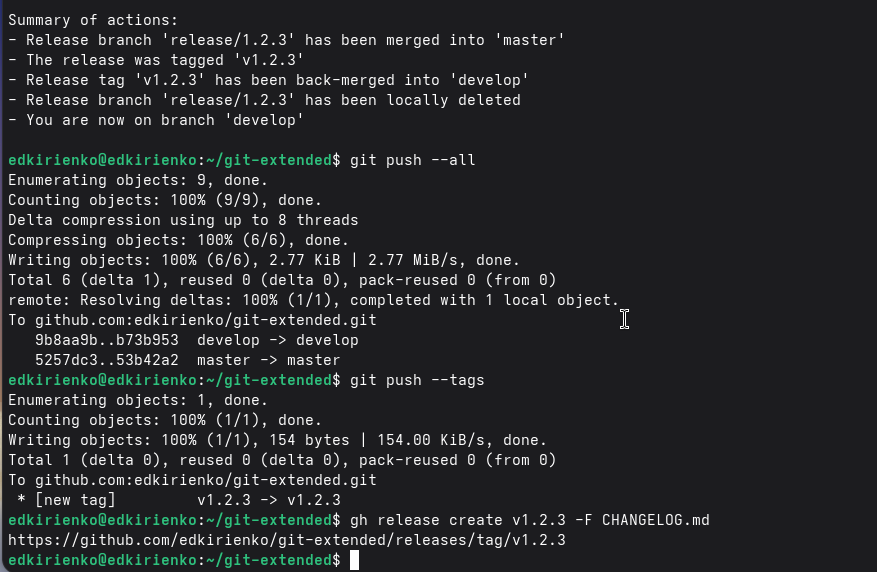 Summary of actions:
- Release branch 'release/1.2.3' has been merged into 'master'
- The release was tagged 'v1.2.3'
- Release tag 'v1.2.3' has been back-merged into 'develop'
- Release branch 'release/1.2.3' has been locally deleted
- You are now on branch 'develop'
edkirienko@edkirienko:~/git-extended$ git push --all
Enumerating objects: 9, done.
Counting objects: 100% (9/9), done.
Delta compression using up to 8 threads
Compressing objects: 100% (6/6), done.
Writing objects: 100% (6/6), 2.77 KiB | 2.77 MiB/s, done.
Total 6 (delta 1), reused 0 (delta 0), pack-reused 0 (from 0)
remote: Resolving deltas: 100% (1/1), completed with 1 local object.
To github.com:edkirienko/git-extended.git
   9b8aa9b..b73b953  develop -> develop
   5257dc3..53b42a2  master -> master
edkirienko@edkirienko:~/git-extended$ git push --tags
Enumerating objects: 1, done.
Counting objects: 100% (1/1), done.
Writing objects: 100% (1/1), 154 bytes | 154.00 KiB/s, done.
Total 1 (delta 0), reused 0 (delta 0), pack-reused 0 (from 0)
To github.com:edkirienko/git-extended.git
 * [new tag]         v1.2.3 -> v1.2.3
edkirienko@edkirienko:~/git-extended$ gh release create v1.2.3 -F CHANGELOG.md
https://github.com/edkirienko/git-extended/releases/tag/v1.2.3
edkirienko@edkirienko:~/git-extended$